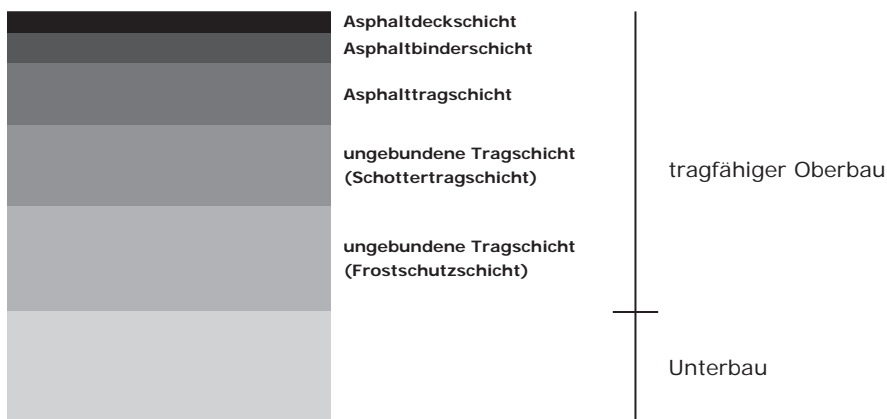 Asphaltdeckschicht
Asphaltbinderschicht
Asphalttragschicht
ungebundene Tragschicht
(Schottertragschicht)
ungebundene Tragschicht
(Frostschutzschicht)
tragfähiger Oberbau
Unterbau